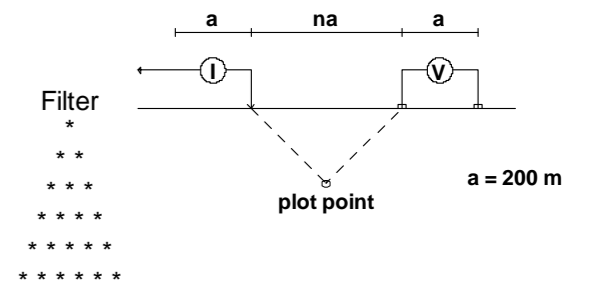 a na a
I V
Filter
*
* *
* * *
* * * *
* * * * *
* * * * * *
a = 200 m
plot point